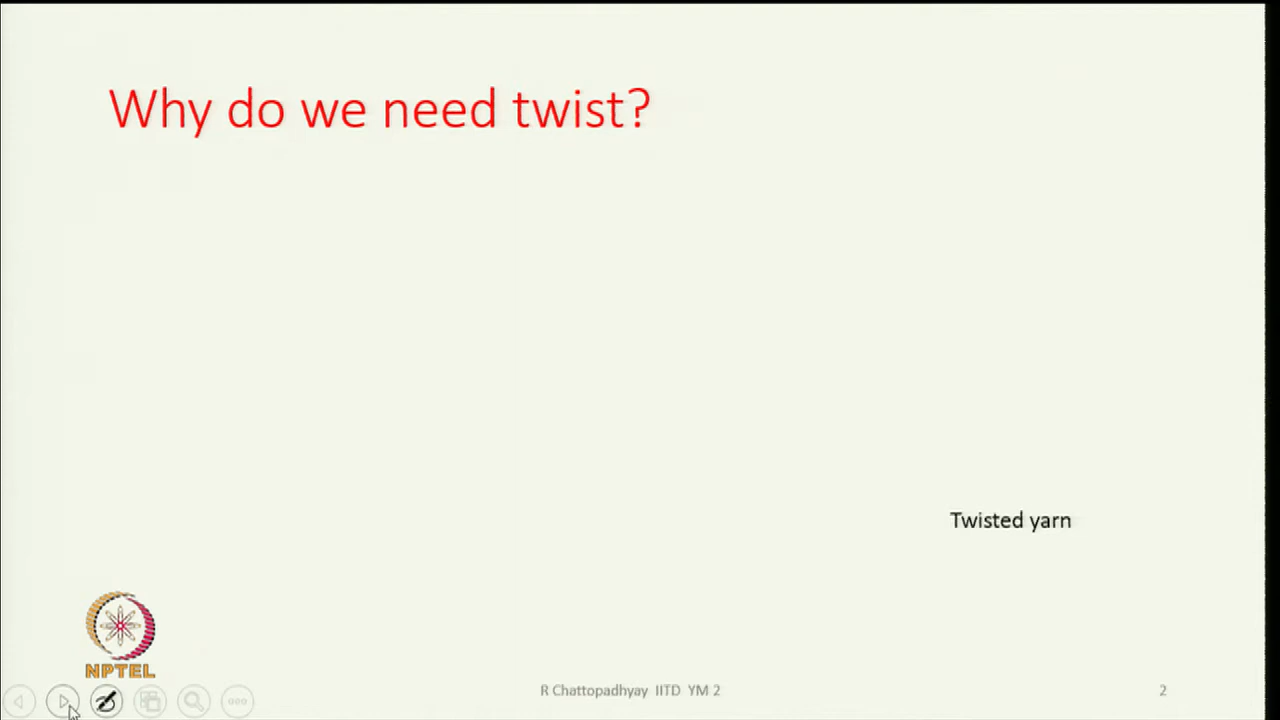 Why do we need twist?
Twisted yarn
NPTEL
R Chattopadhyay IITD YM 2
2